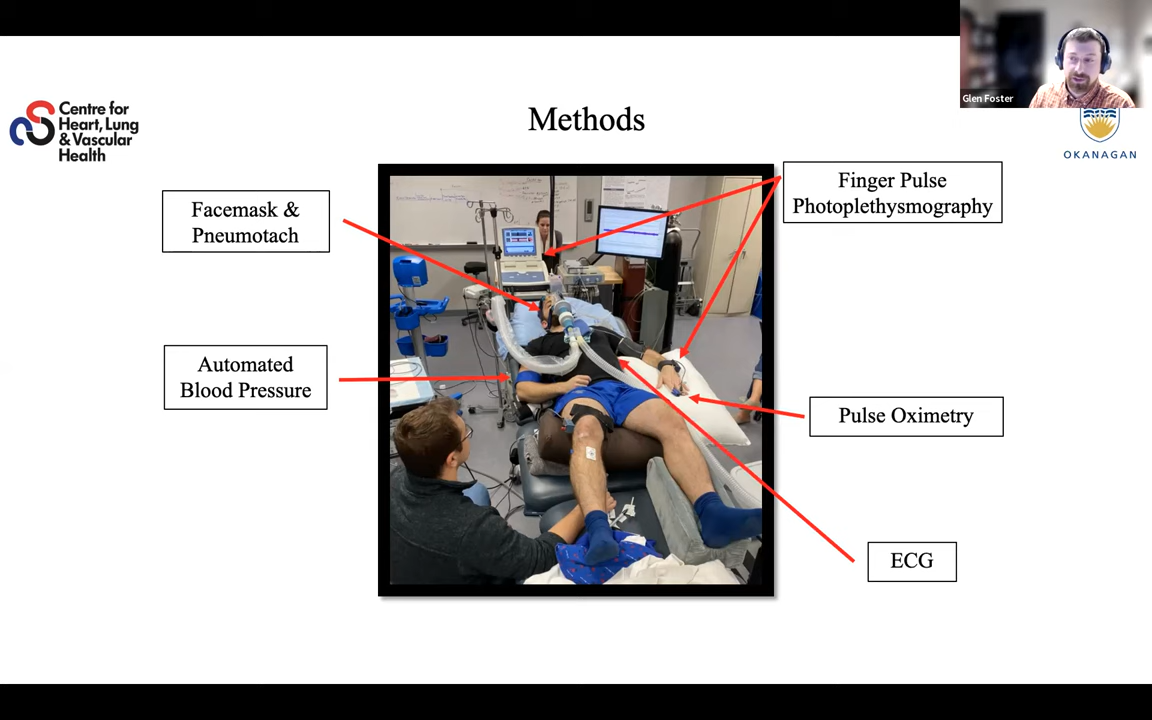 Glen Foster
Centre for
Heart, Lung
& Vascular
Health
Methods
OKANAGAN
Facemask &
Pneumotach
Finger Pulse
Photoplethysmography
Automated
Blood Pressure
Pulse Oximetry
ECG